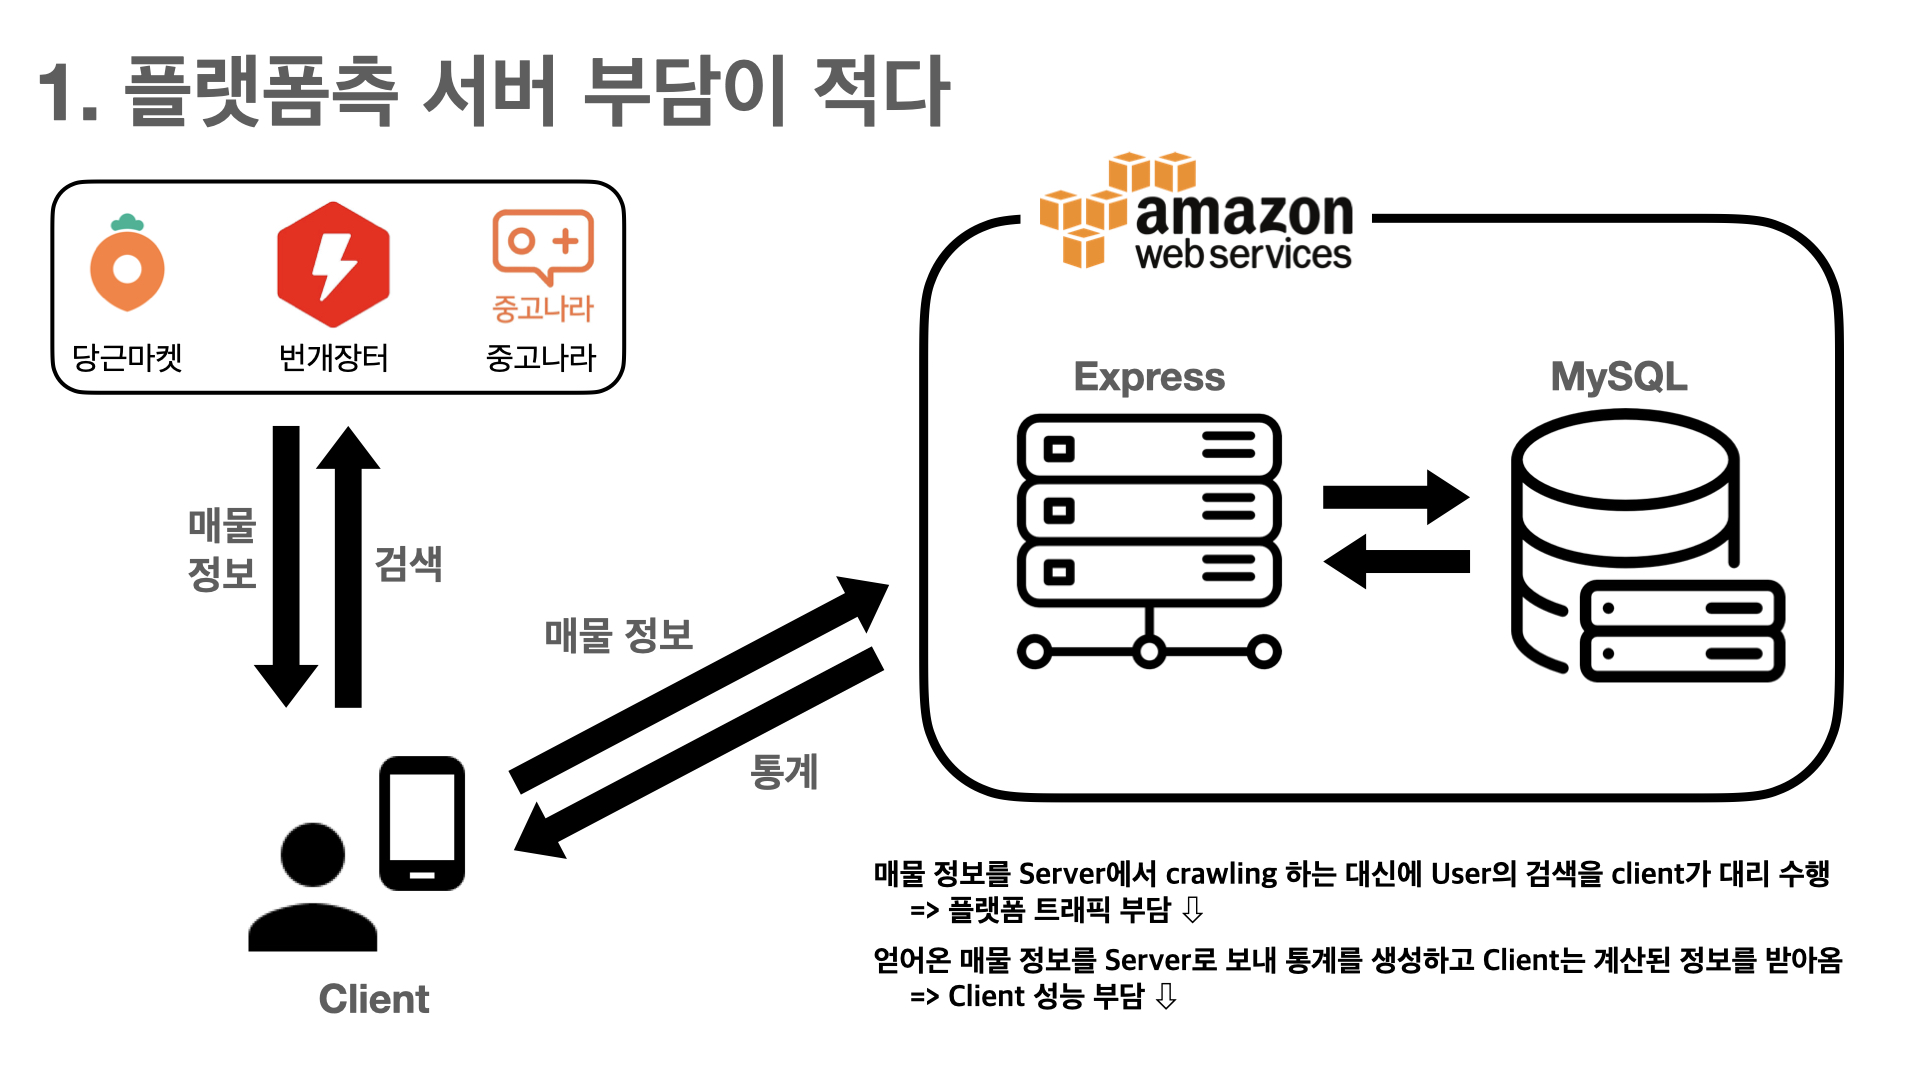 1. 플랫폼측 서버 부담이 적다
amazon
web services
중고나라
당근마켓
번개장터
중고나라
Express
MySQL
매물
정보
검색
매물 정보
통계
Client
매물 정보를 Server에서 crawling 하는 대신에 User의 검색을 client가 대리 수행
=> 플랫폼 트래픽 부담 ⇩
얻어온 매물 정보를 Server로 보내 통계를 생성하고 Client는 계산된 정보를 받아옴
=> Client 성능 부담 ⇩